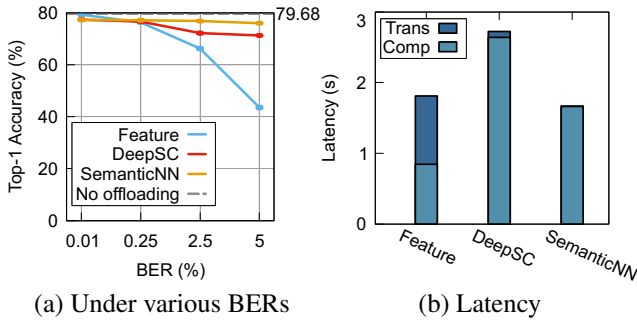 79.68
80
60
40
20
0
Top-1 Accuracy (%)
Feature
DeepSC
SemanticNN
No offloading
0.01 0.25 2.5 5
BER (%)
(a) Under various BERs
Trans
Comp
3
2
1
0
Latency (s)
Feature
DeepSC
SemanticNN
(b) Latency